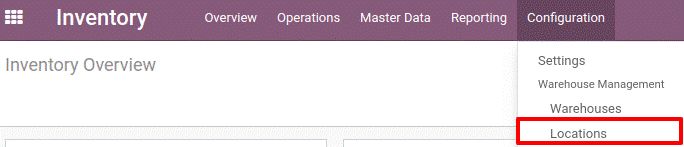 Inventory Overview Operations Master Data Reporting Configuration
Inventory Overview
Settings
Warehouse Management
Warehouses
Locations